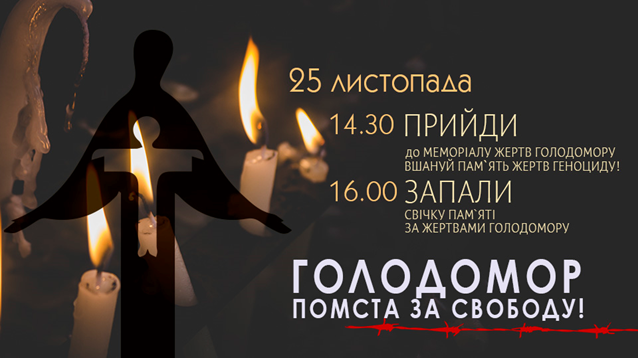 25 листопада
14.30 ПРИЙДИ
до МЕМОРІАЛУ ЖЕРТВ ГОЛОДОМОРУ
ВШАНУЙ ПАМ`ЯТЬ ЖЕРТВ ГЕНОЦИДУ!
16.00 ЗАПАЛИ
СВІЧКУ ПАМ`ЯТІ
ЗА ЖЕРТВАМИ ГОЛОДОМОРУ
ГОЛОДОМОР
ПОМСТА ЗА СВОБОДУ!